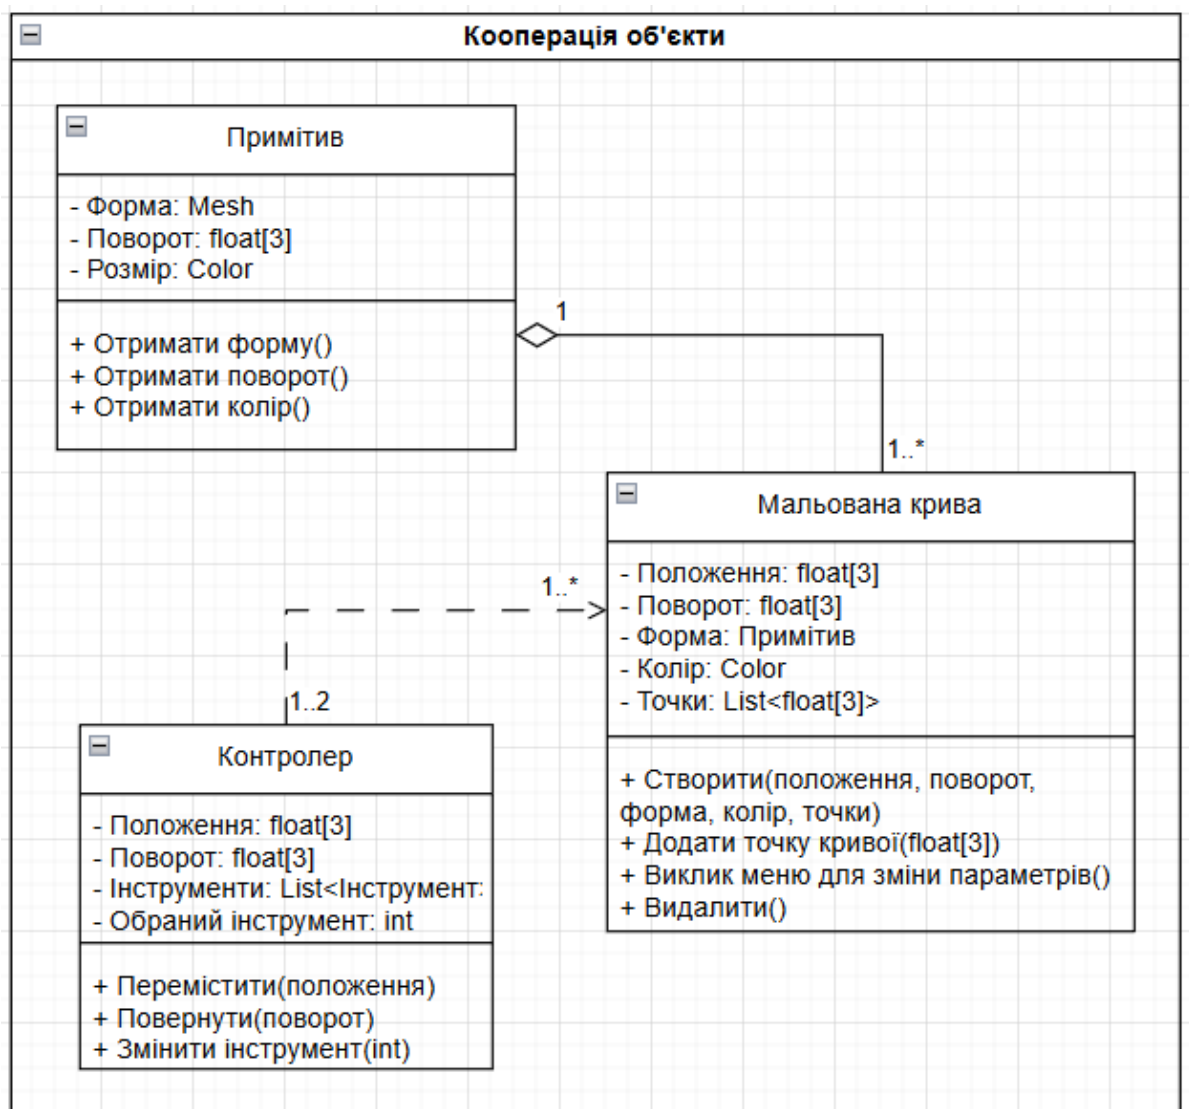 Кооперація об'єкти
Примітив
- Форма: Mesh
- Поворот: float[3]
- Розмір: Color
+ Отримати форму()
+ Отримати поворот()
+ Отримати колір()
1
1..*
Мальована крива
- Положення: float[3]
- Поворот: float[3]
- Форма: Примітив
- Колір: Color
- Точки: List<float[3]>
+ Створити(положення, поворот,
форма, колір, точки)
+ Додати точку кривої(float[3])
+ Виклик меню для зміни параметрів()
+ Видалити()
1..*
1..2
Контролер
- Положення: float[3]
- Поворот: float[3]
- Інструменти: List<Інструмент>
- Обраний інструмент: int
+ Перемістити(положення)
+ Повернути(поворот)
+ Змінити інструмент(int)